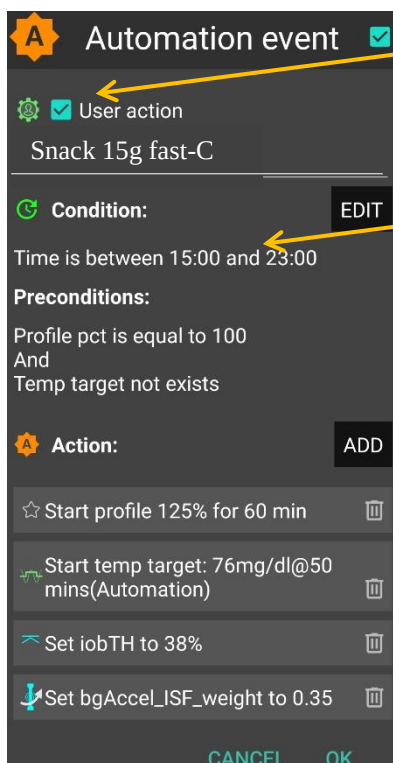 A Automation event
User action
Snack 15g fast-C
Condition:
EDIT
Time is between 15:00 and 23:00
Preconditions:
Profile pct is equal to 100
And
Temp target not exists
A Action:
ADD
Start profile 125% for 60 min
Start temp target: 76mg/dl@50
mins(Automation)
Set iobTH to 38%
Set bgAccel_ISF_weight to 0.35
CANCEL OK